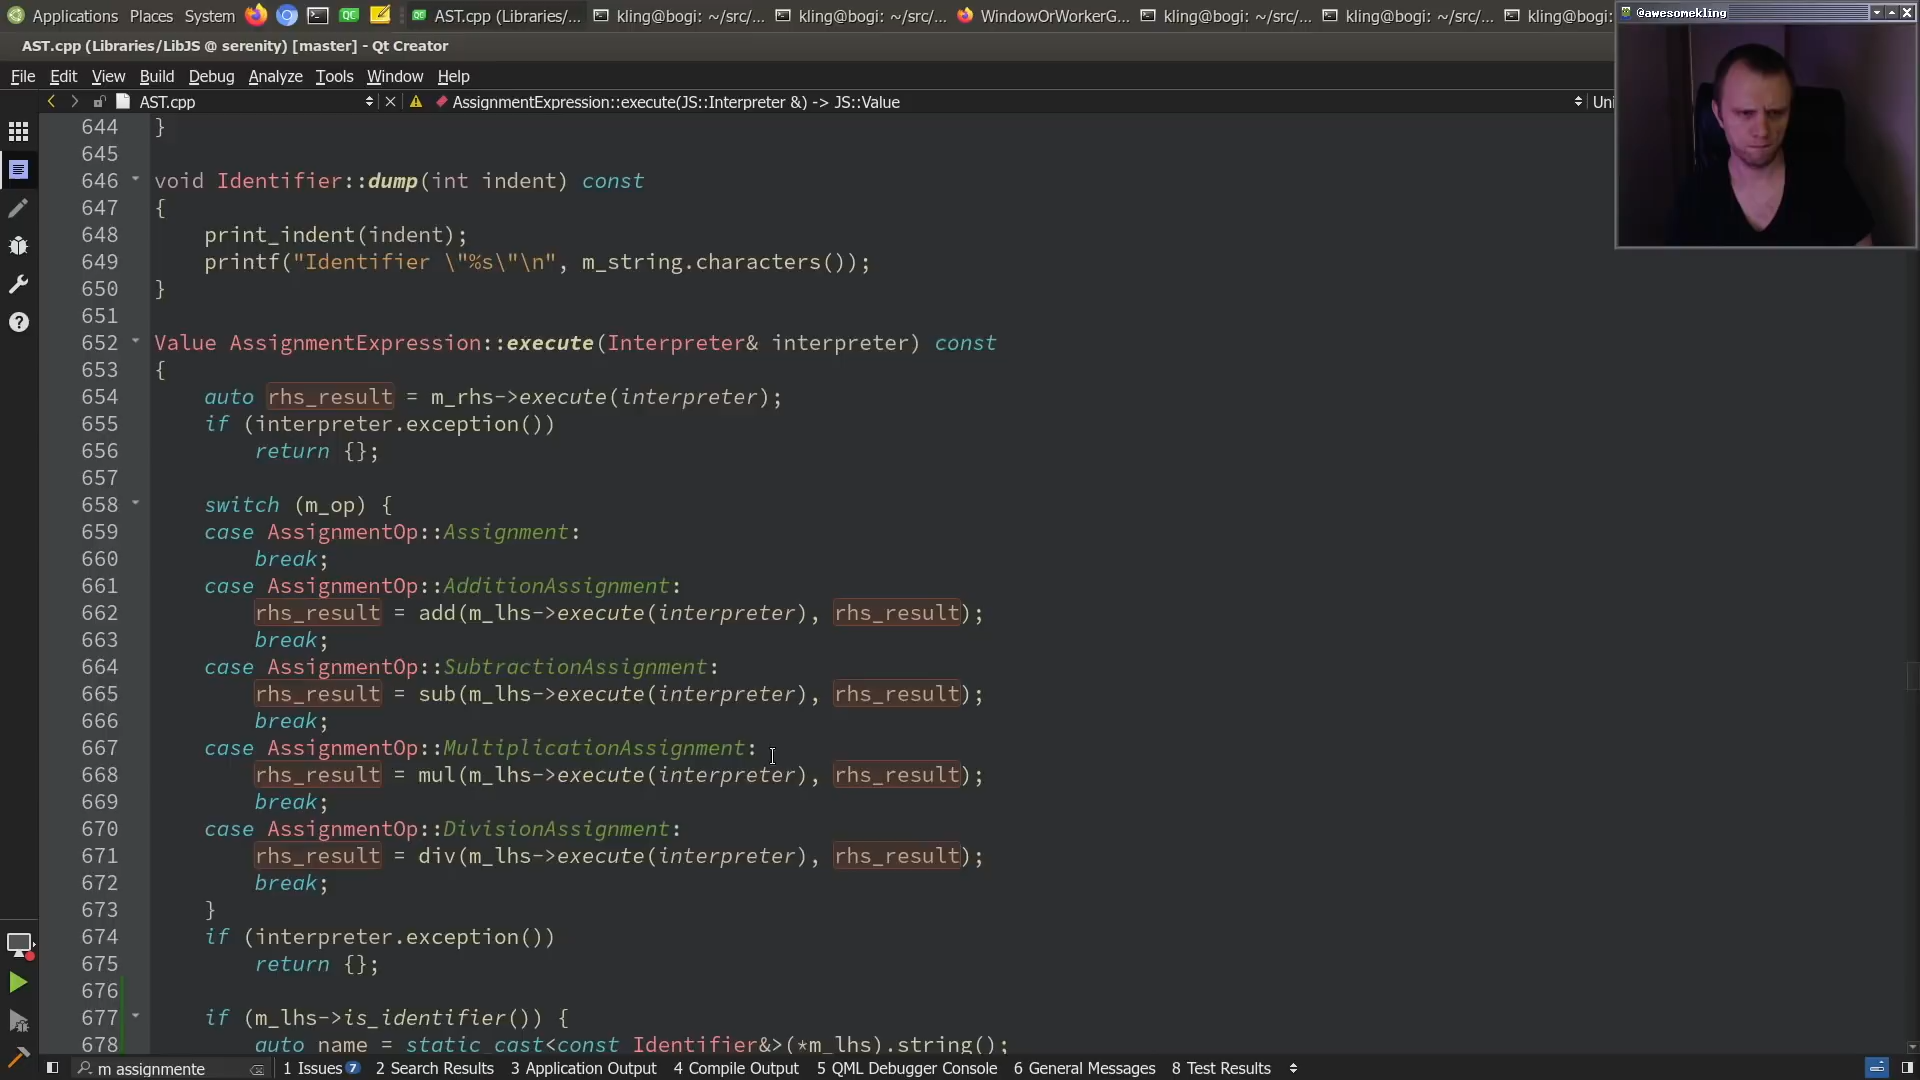 Applications Places System AST.cpp (Libraries/... kling@bogi: ~/src/... kling@bogi: ~/src/... WindowOrWorkerG... kling@bogi: ~/src/... kling@bogi: ~/src/... kling@bogi:
@awesomekling
AST.cpp (Libraries/LibJS @ serenity) [master] - Qt Creator
File Edit View Build Debug Analyze Tools Window Help
AST.cpp AssignmentExpression::execute(JS::Interpreter &) -> JS::Value Uni
644 }
645
646 void Identifier::dump(int indent) const
647 {
648 print_indent(indent);
649 printf("Identifier \"%s\"\n", m_string.characters());
650 }
651
652 Value AssignmentExpression::execute(Interpreter& interpreter) const
653 {
654 auto rhs_result = m_rhs->execute(interpreter);
655 if (interpreter.exception())
656 return {};
657
658 switch (m_op) {
659 case AssignmentOp::Assignment:
660 break;
661 case AssignmentOp::AdditionAssignment:
662 rhs_result = add(m_lhs->execute(interpreter), rhs_result);
663 break;
664 case AssignmentOp::SubtractionAssignment:
665 rhs_result = sub(m_lhs->execute(interpreter), rhs_result);
666 break;
667 case AssignmentOp::MultiplicationAssignment:
668 rhs_result = mul(m_lhs->execute(interpreter), rhs_result);
669 break;
670 case AssignmentOp::DivisionAssignment:
671 rhs_result = div(m_lhs->execute(interpreter), rhs_result);
672 break;
673 }
674 if (interpreter.exception())
675 return {};
676
677 if (m_lhs->is_identifier()) {
678 auto name = static_cast<const Identifier&>(*m_lhs).string();
m assignmente 1 Issues 7 2 Search Results 3 Application Output 4 Compile Output 5 QML Debugger Console 6 General Messages 8 Test Results